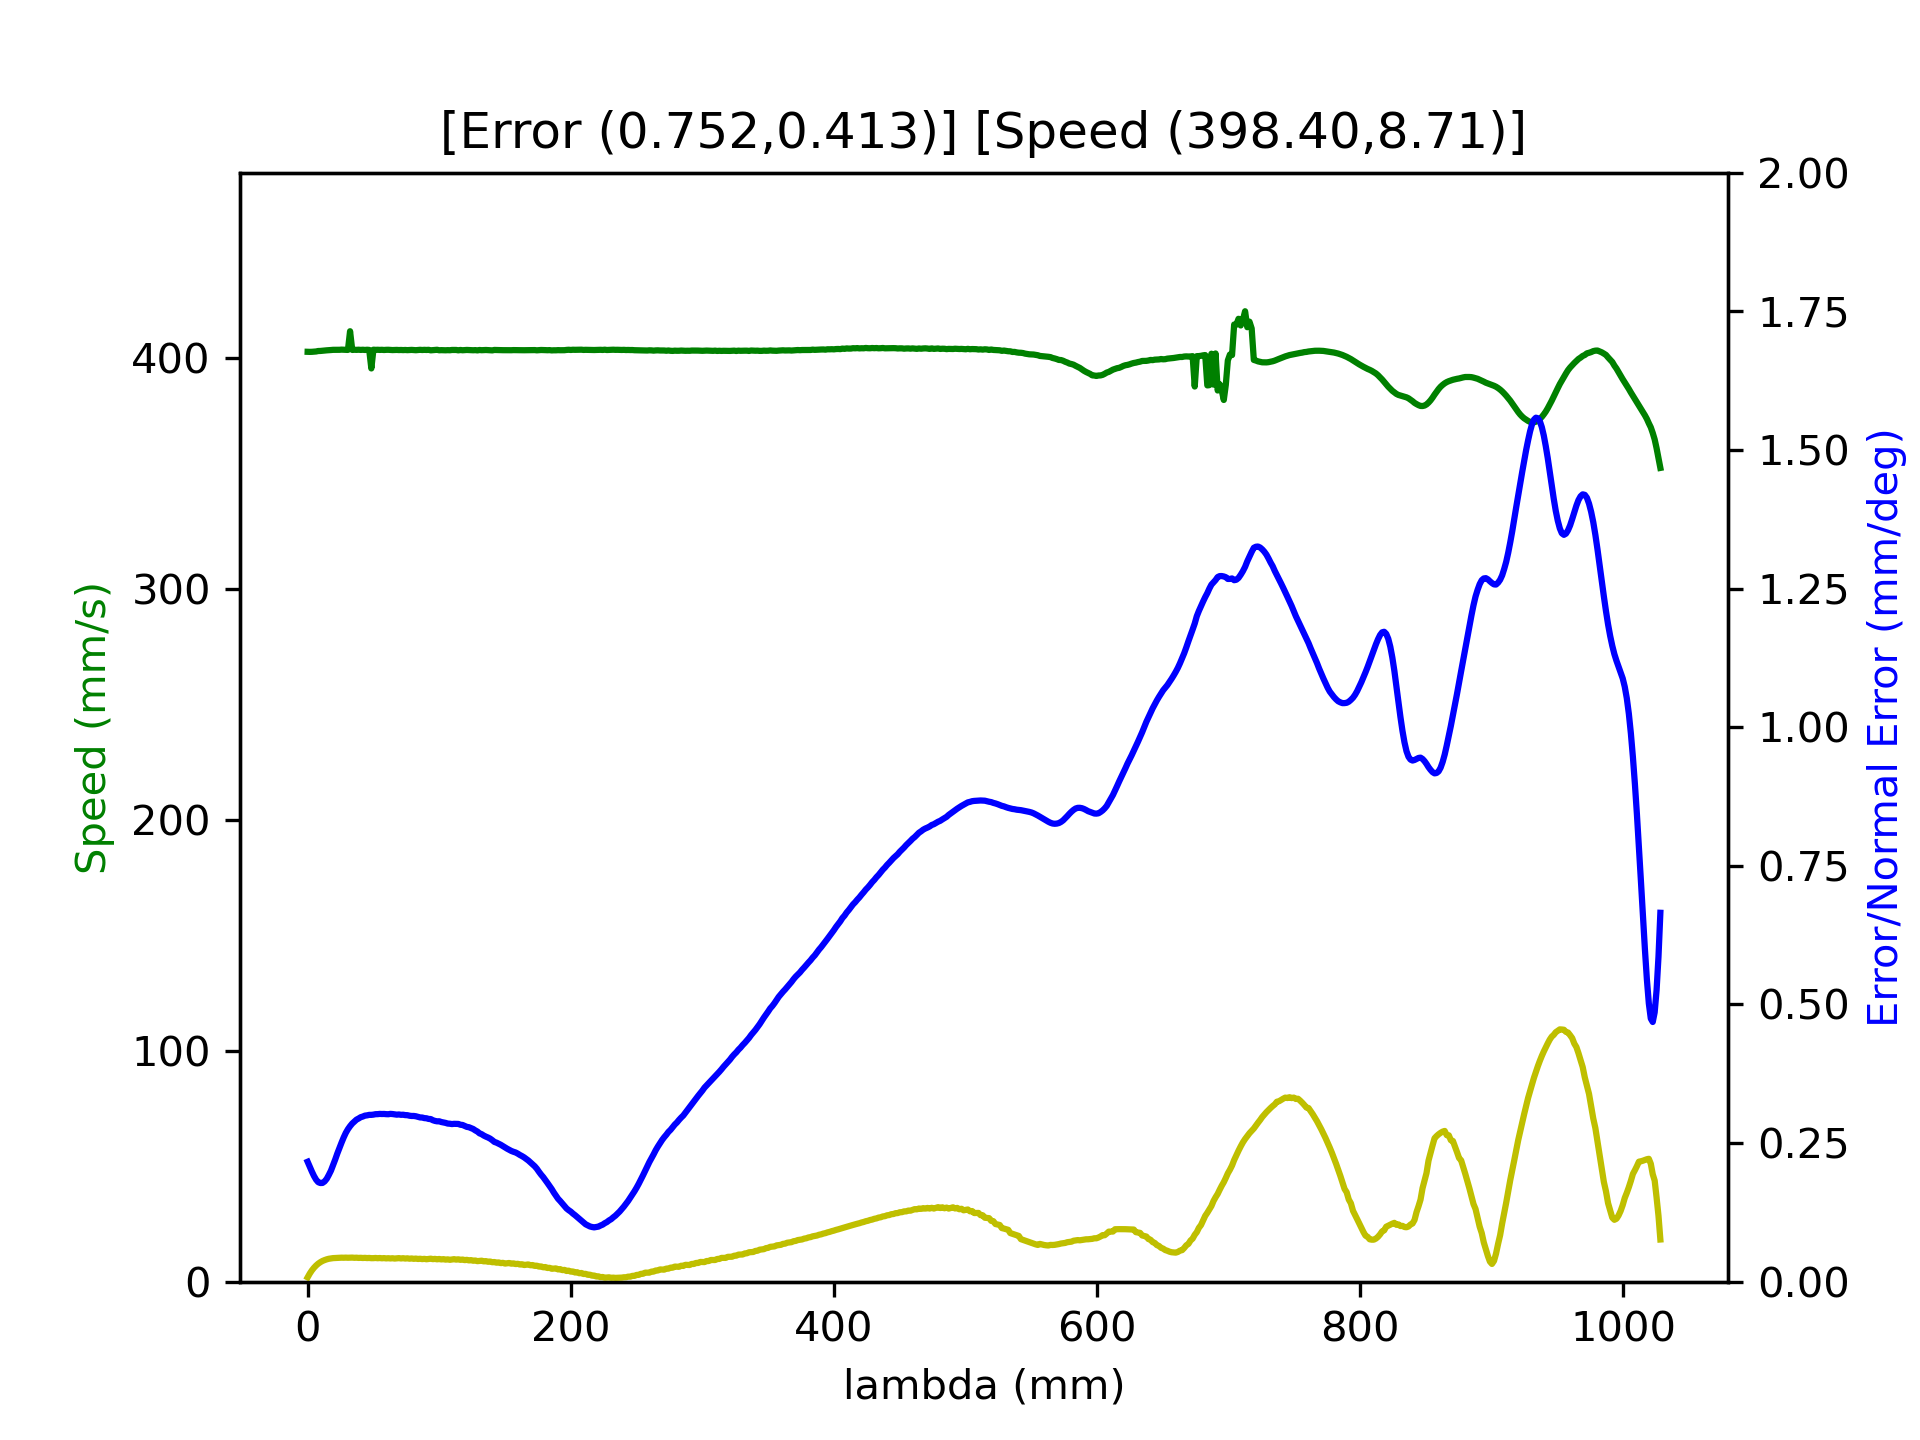 [Error (0.752,0.413)] [Speed (398.40,8.71)]
Speed (mm/s)
400
300
200
100
0
2.00
1.75
1.50
1.25
1.00
0.75
0.50
0.25
0.00
Error/Normal Error (mm/deg)
0 200 400 600 800 1000
lambda (mm)